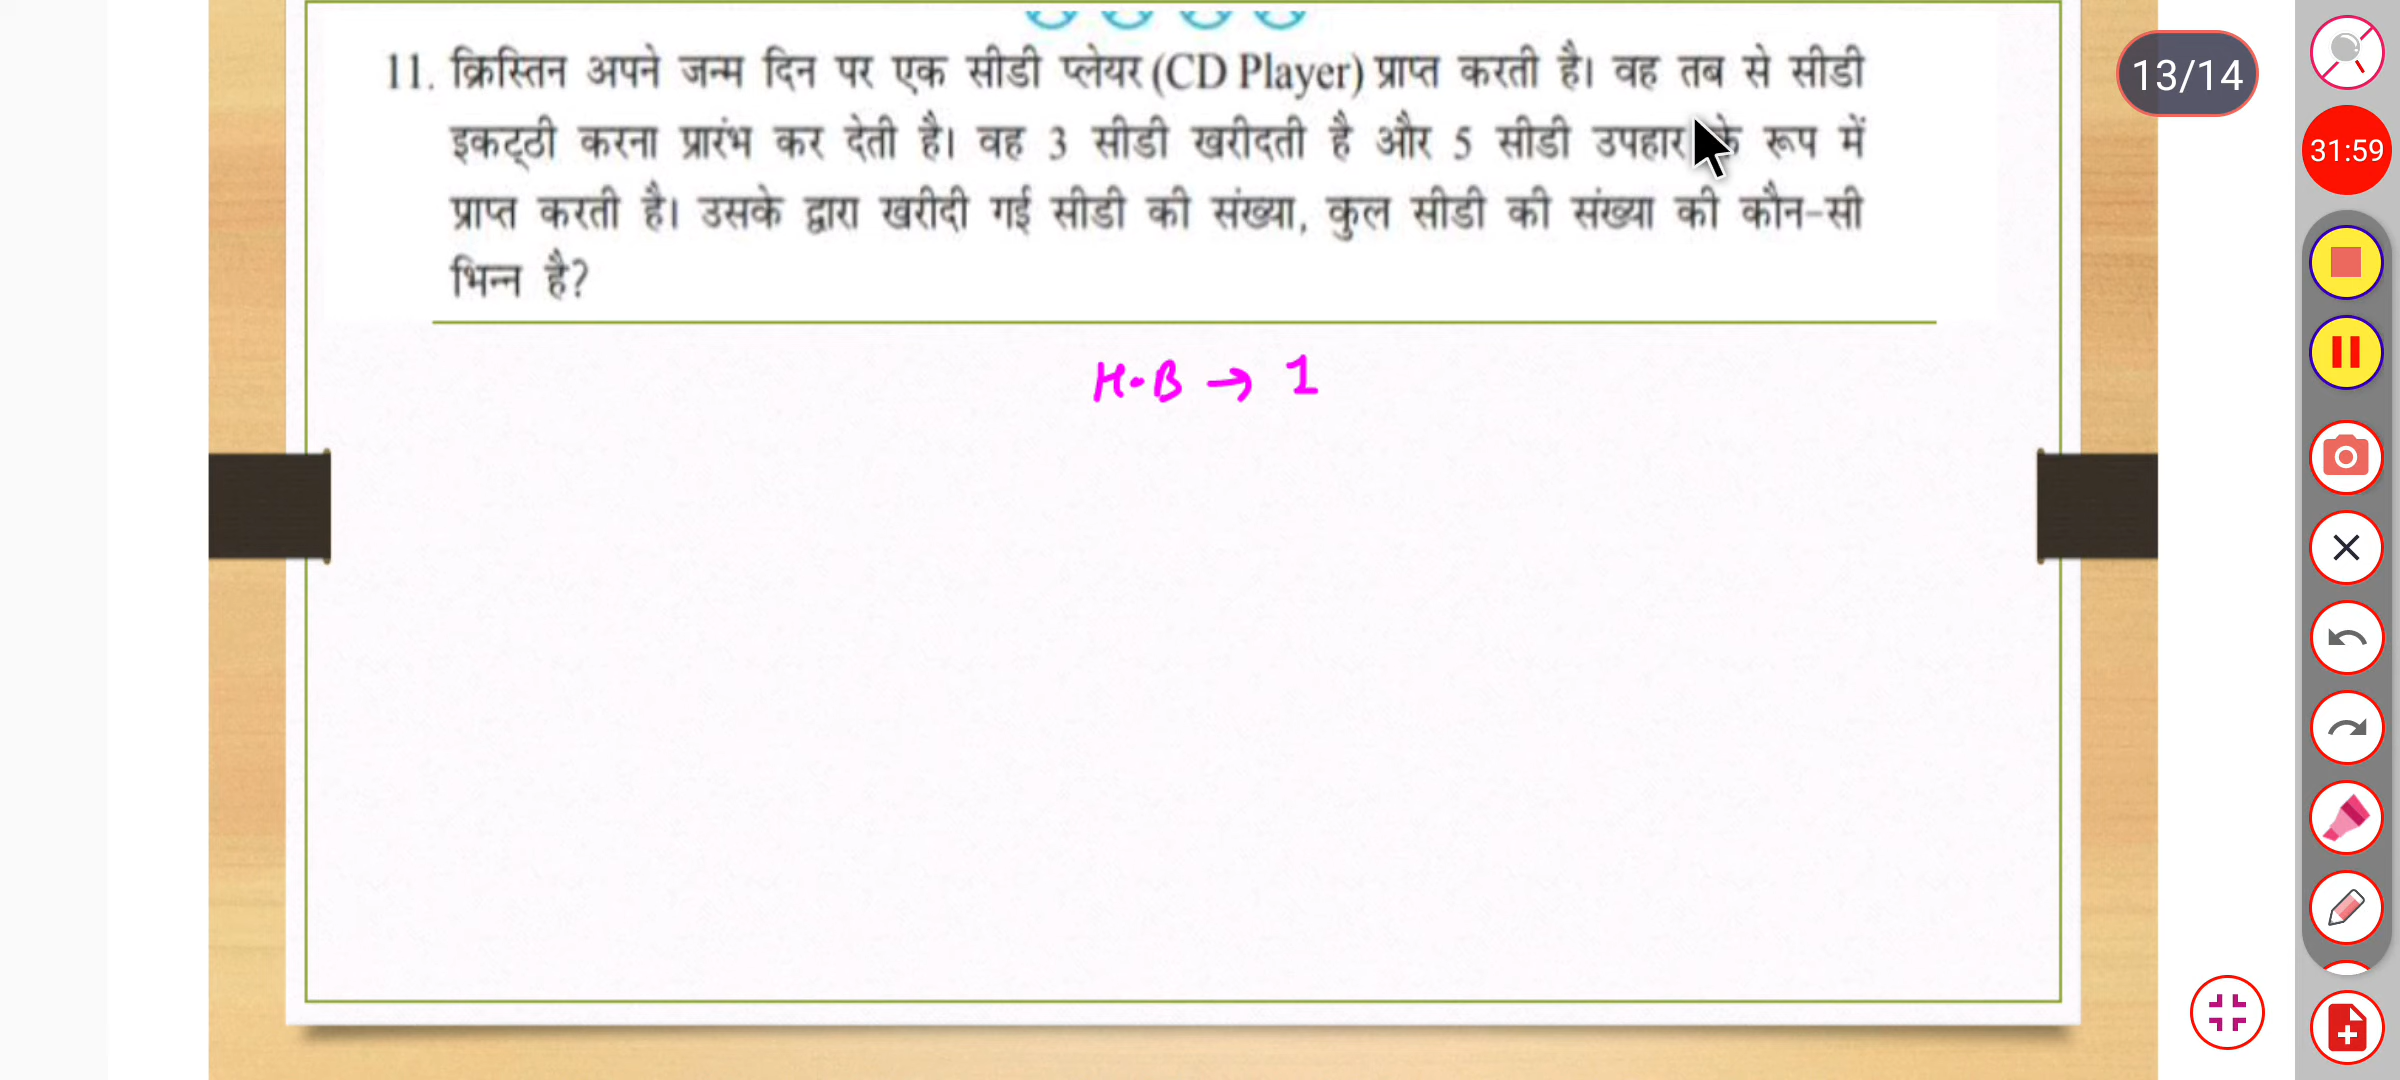 11. क्रिस्तिन अपने जन्म दिन पर एक सीडी प्लेयर (CD Player) प्राप्त करती है। वह तब से सीडी
इकट्ठी करना प्रारंभ कर देती है। वह 3 सीडी खरीदती है और 5 सीडी उपहार के रूप में
प्राप्त करती है। उसके द्वारा खरीदी गई सीडी की संख्या, कुल सीडी की संख्या की कौन-सी
भिन्न है?
H.B → 1
13/14
31:59